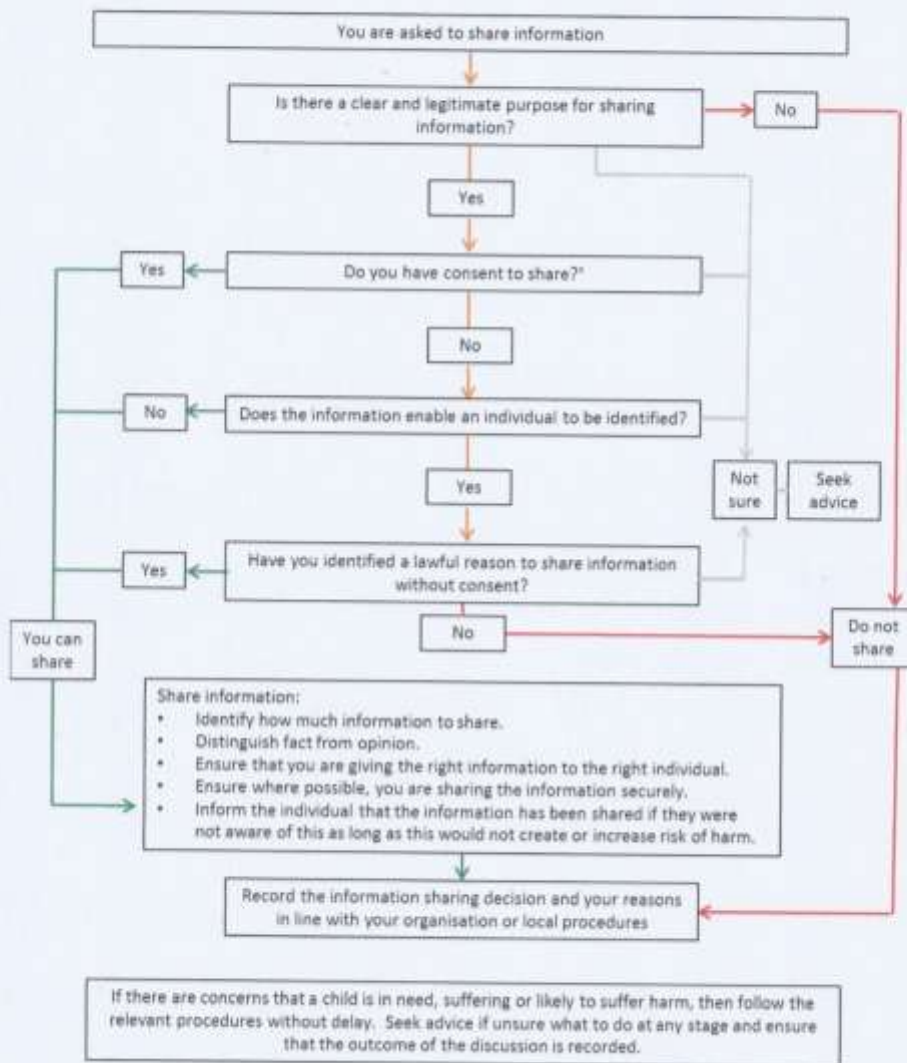 You are asked to share information
Is there a clear and legitimate purpose for sharing
information?
No
Yes
Yes
Do you have consent to share?*
No
No
Does the information enable an individual to be identified?
Yes
Not
sure
Seek
advice
Yes
Have you identified a lawful reason to share information
without consent?
You can
share
No
Do not
share
Share information:
• Identify how much information to share.
• Distinguish fact from opinion.
• Ensure that you are giving the right information to the right individual.
• Ensure where possible, you are sharing the information securely.
• Inform the individual that the information has been shared if they were
not aware of this as long as this would not create or increase risk of harm.
Record the information sharing decision and your reasons
in line with your organisation or local procedures
If there are concerns that a child is in need, suffering or likely to suffer harm, then follow the
relevant procedures without delay. Seek advice if unsure what to do at any stage and ensure
that the outcome of the discussion is recorded.